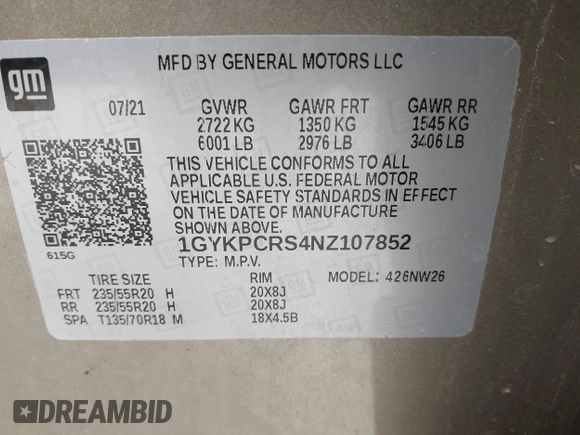 gm
MFD BY GENERAL MOTORS LLC
07/21 GVWR GAWR FRT GAWR RR
2722 KG 1350 KG 1545 KG
6001 LB 2976 LB 3406 LB
THIS VEHICLE CONFORMS TO ALL
APPLICABLE U.S. FEDERAL MOTOR
VEHICLE SAFETY STANDARDS IN EFFECT
ON THE DATE OF MANUFACTURE
SHOWN ABOVE.
1GYKPCRS4NZ107852
615G
TYPE: M.P.V.
TIRE SIZE RIM MODEL: 426NW26
FRT 235/55R20 H 20X8J
RR 235/55R20 H 20X8J
SPA T135/70R18 M 18X4.5B
DREAMBID